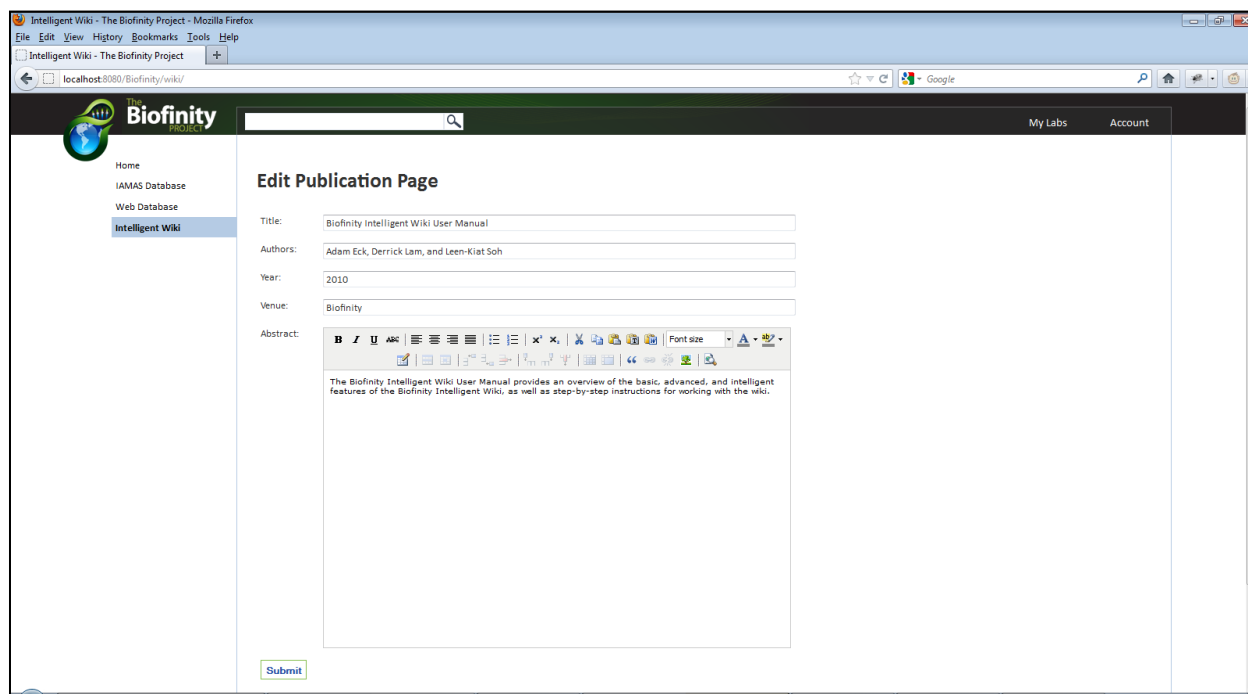 Intelligent Wiki - The Biofinity Project - Mozilla Firefox
File Edit View History Bookmarks Tools Help
Intelligent Wiki - The Biofinity Project +
localhost:8080/Biofinity/wiki/ Google
The
Biofinity
PROJECT
My Labs Account
Home
IAMAS Database
Web Database
Intelligent Wiki
Edit Publication Page
Title: Biofinity Intelligent Wiki User Manual
Authors: Adam Eck, Derrick Lam, and Leen-Kiat Soh
Year: 2010
Venue: Biofinity
Abstract:
B I U ABC x² x₂ Font size A ab
The Biofinity Intelligent Wiki User Manual provides an overview of the basic, advanced, and intelligent
features of the Biofinity Intelligent Wiki, as well as step-by-step instructions for working with the wiki.
Submit